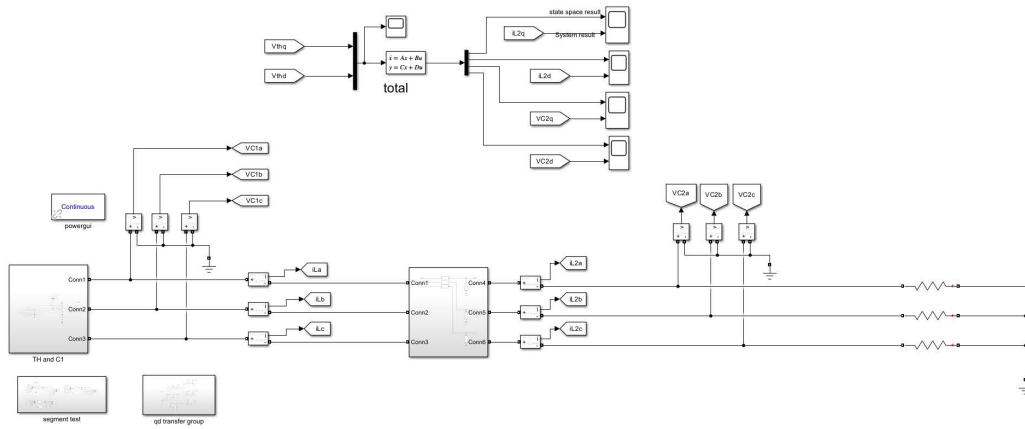 state space result
iL2q
System result
Vthq
Vthd
ẋ = Ax + Bu
y = Cx + Du
total
iL2d
VC2q
VC2d
VC1a
VC1b
VC1c
VC2a
VC2b
VC2c
Continuous
powergui
Conn1
Conn2
Conn3
TH and C1
iLa
iLb
iLc
Conn1
Conn2
Conn3
Conn4
Conn5
Conn6
iL2a
iL2b
iL2c
segment test
qd transfer group